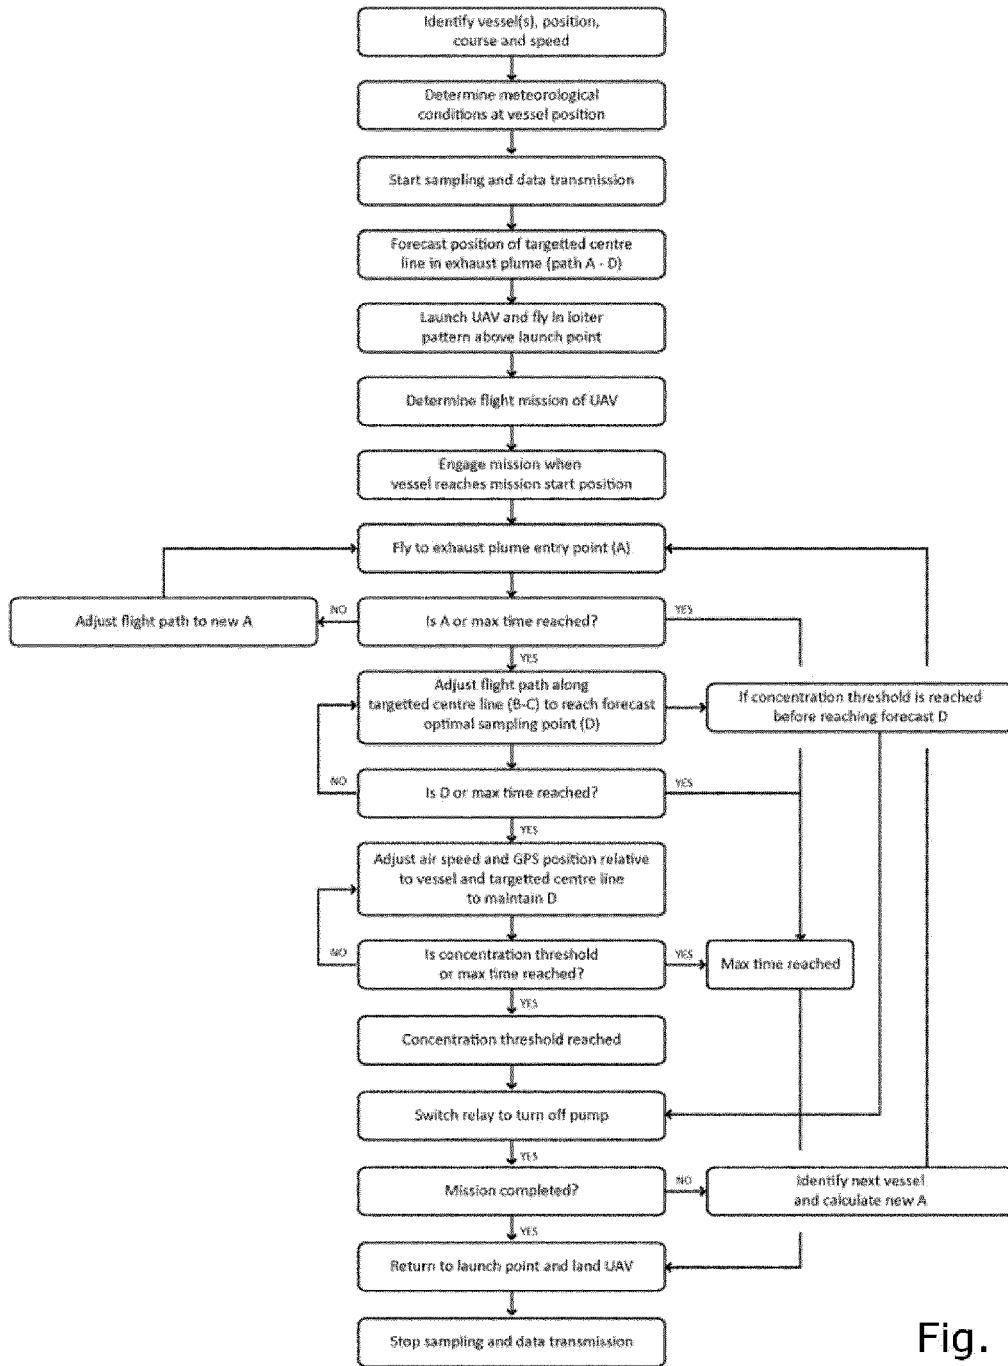 Identify vessel(s), position,
course and speed
Determine meteorological
conditions at vessel position
Start sampling and data transmission
Forecast position of targetted centre
line in exhaust plume (path A - D)
Launch UAV and fly in loiter
pattern above launch point
Determine flight mission of UAV
Engage mission when
vessel reaches mission start position
Fly to exhaust plume entry point (A)
Adjust flight path to new A
NO
Is A or max time reached?
YES
YES
Adjust flight path along
targetted centre line (B-C) to reach forecast
optimal sampling point (D)
If concentration threshold is reached
before reaching forecast D
NO
Is D or max time reached?
YES
YES
Adjust air speed and GPS position relative
to vessel and targetted centre line
to maintain D
NO
Is concentration threshold
or max time reached?
YES
Max time reached
YES
Concentration threshold reached
Switch relay to turn off pump
YES
Mission completed?
NO
Identify next vessel
and calculate new A
YES
Return to launch point and land UAV
Stop sampling and data transmission
Fig.